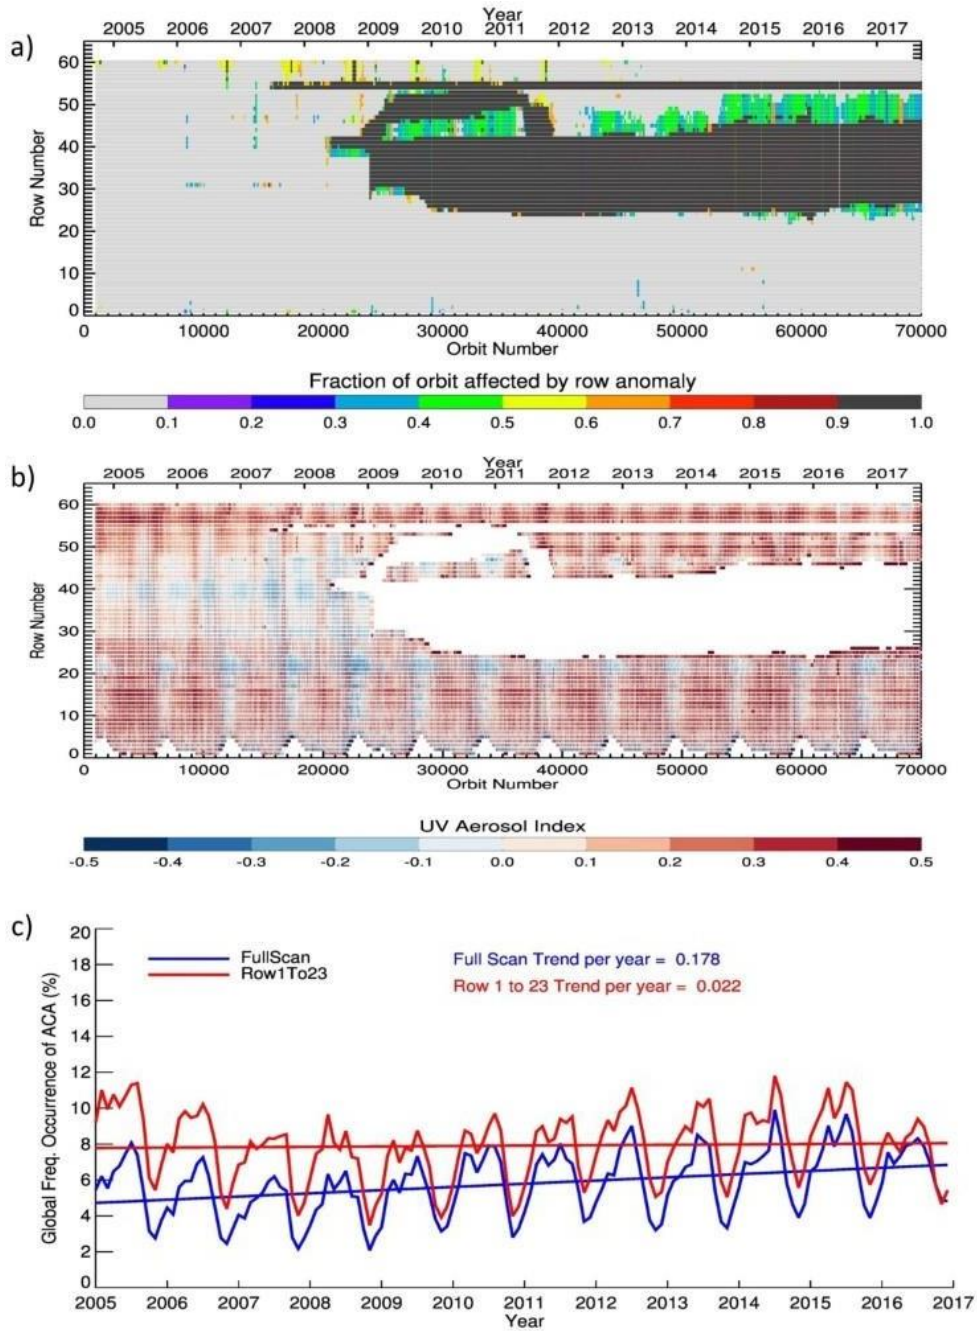 a)
Year
2005 2006 2007 2008 2009 2010 2011 2012 2013 2014 2015 2016 2017
Row Number
60
50
40
30
20
10
0
0 10000 20000 30000 40000 50000 60000 70000
Orbit Number
Fraction of orbit affected by row anomaly
0.0 0.1 0.2 0.3 0.4 0.5 0.6 0.7 0.8 0.9 1.0
b)
Year
2005 2006 2007 2008 2009 2010 2011 2012 2013 2014 2015 2016 2017
Row Number
60
50
40
30
20
10
0
0 10000 20000 30000 40000 50000 60000 70000
Orbit Number
UV Aerosol Index
-0.5 -0.4 -0.3 -0.2 -0.1 0.0 0.1 0.2 0.3 0.4 0.5
c)
Global Freq. Occurrence of ACA (%)
20
18
16
14
12
10
8
6
4
2
0
FullScan
Row1To23
Full Scan Trend per year = 0.178
Row 1 to 23 Trend per year = 0.022
2005 2006 2007 2008 2009 2010 2011 2012 2013 2014 2015 2016 2017
Year